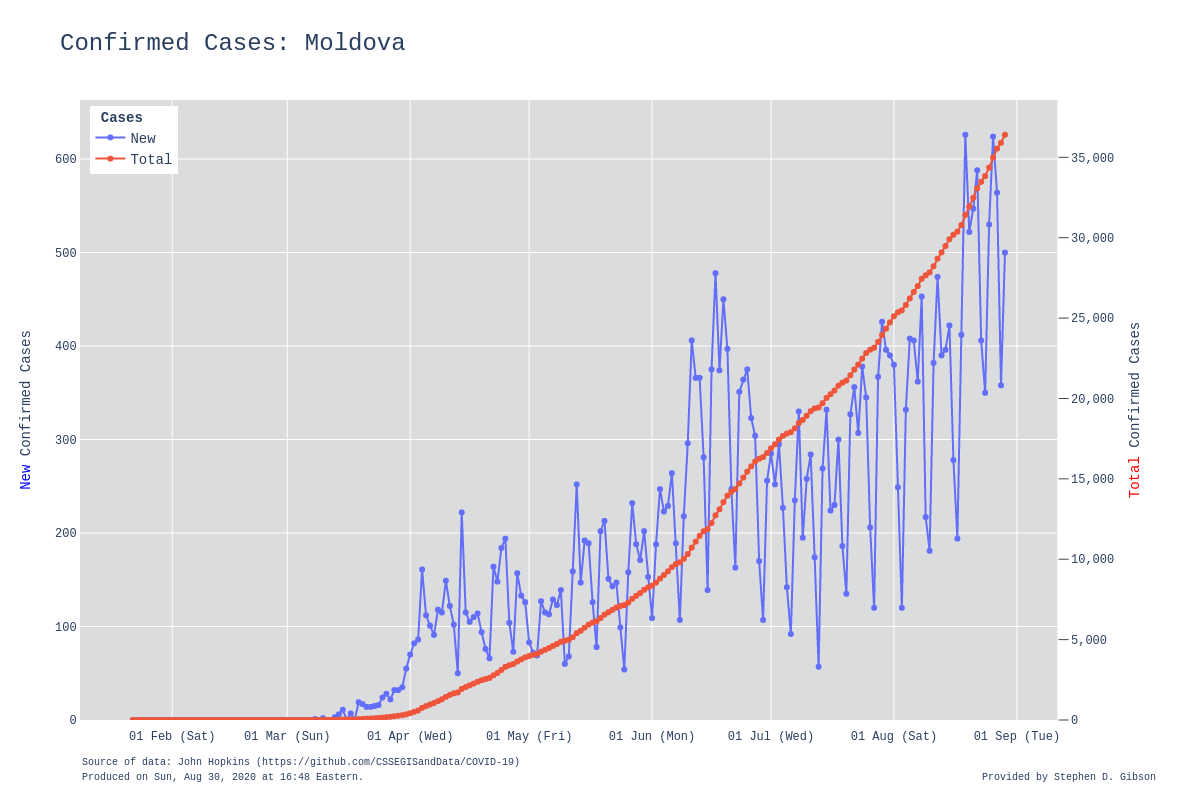 Confirmed Cases: Moldova
Cases
New
Total
600
500
400
300
200
100
0
35,000
30,000
25,000
20,000
15,000
10,000
5,000
0
New Confirmed Cases
Total Confirmed Cases
01 Feb (Sat)
01 Mar (Sun)
01 Apr (Wed)
01 May (Fri)
01 Jun (Mon)
01 Jul (Wed)
01 Aug (Sat)
01 Sep (Tue)
Source of data: John Hopkins (https://github.com/CSSEGISandData/COVID-19)
Produced on Sun, Aug 30, 2020 at 16:48 Eastern.
Provided by Stephen D. Gibson